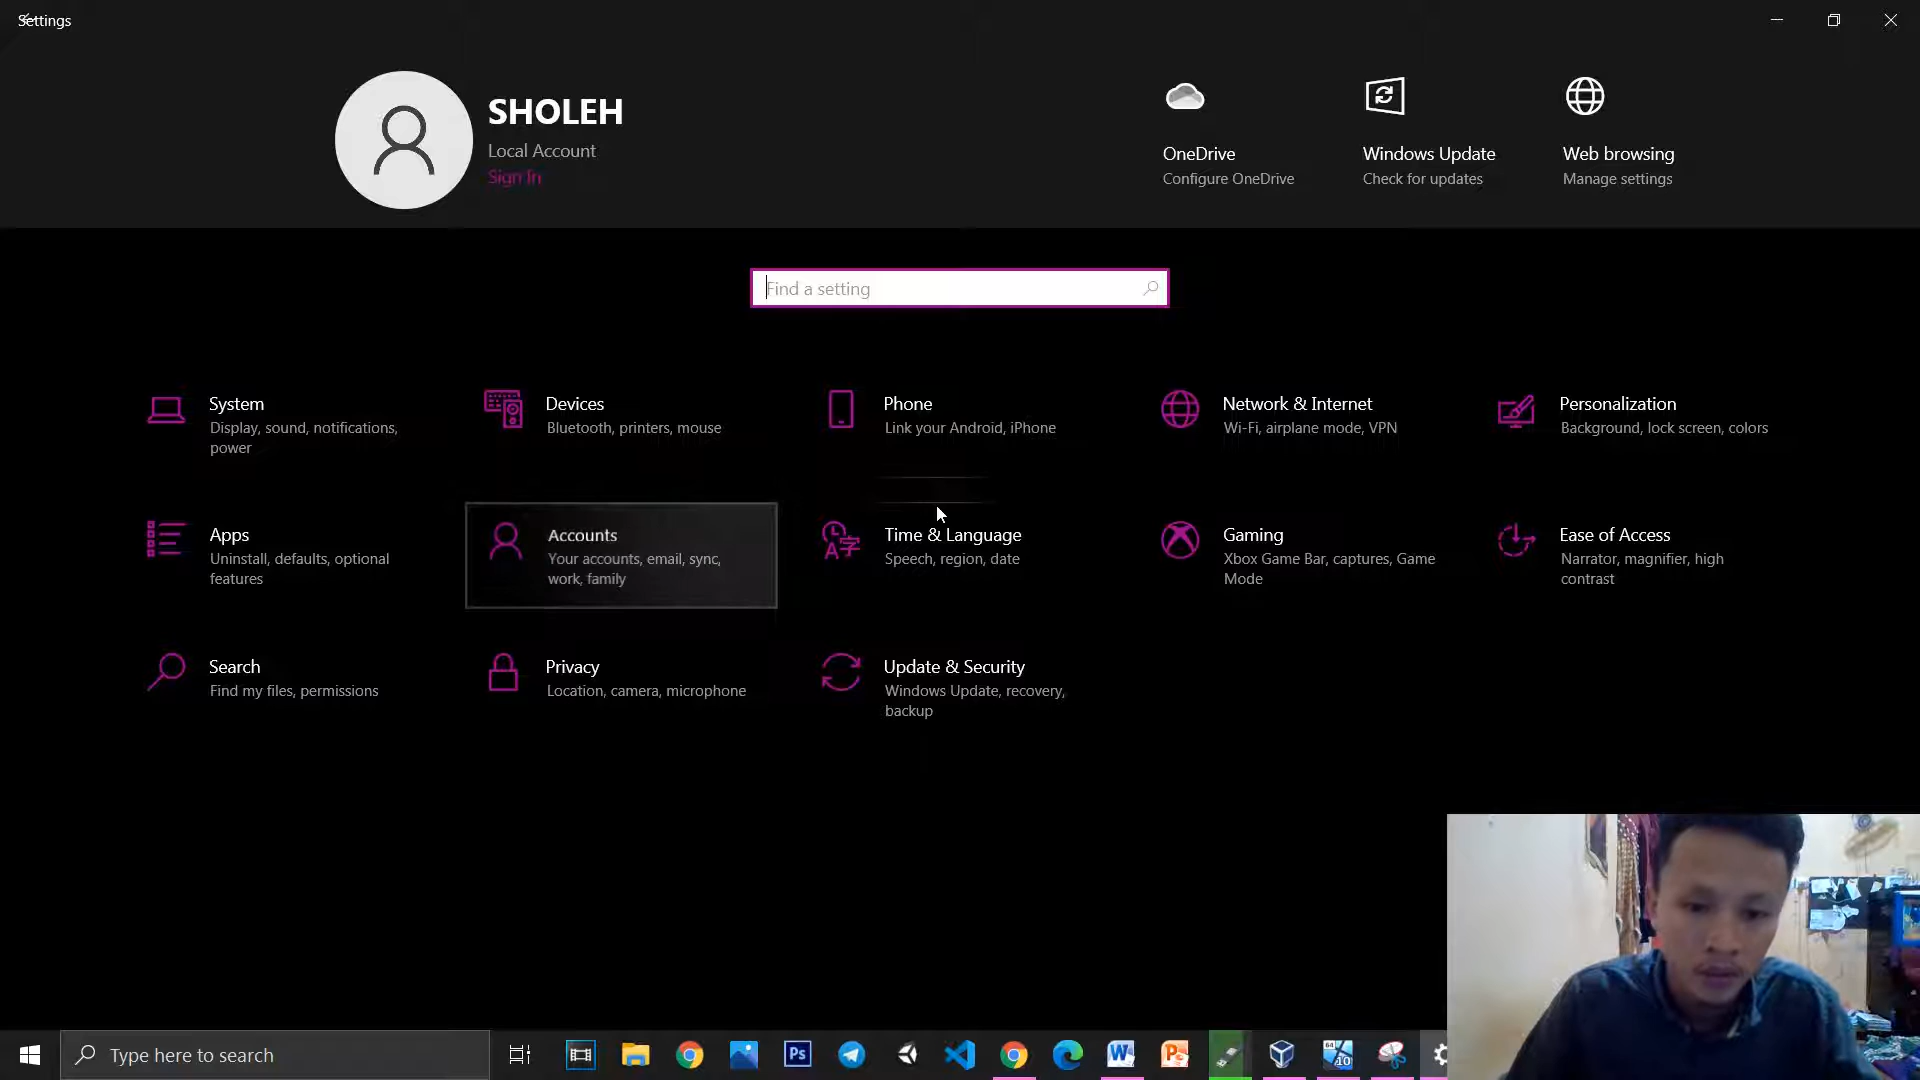 Settings
SHOLEH
Local Account
Sign In
OneDrive
Configure OneDrive
Windows Update
Check for updates
Web browsing
Manage settings
Find a setting
System
Display, sound, notifications,
power
Devices
Bluetooth, printers, mouse
Phone
Link your Android, iPhone
Network & Internet
Wi-Fi, airplane mode, VPN
Personalization
Background, lock screen, colors
Apps
Uninstall, defaults, optional
features
Accounts
Your accounts, email, sync,
work, family
Time & Language
Speech, region, date
Gaming
Xbox Game Bar, captures, Game
Mode
Ease of Access
Narrator, magnifier, high
contrast
Search
Find my files, permissions
Privacy
Location, camera, microphone
Update & Security
Windows Update, recovery,
backup
Type here to search
Ps
64
10